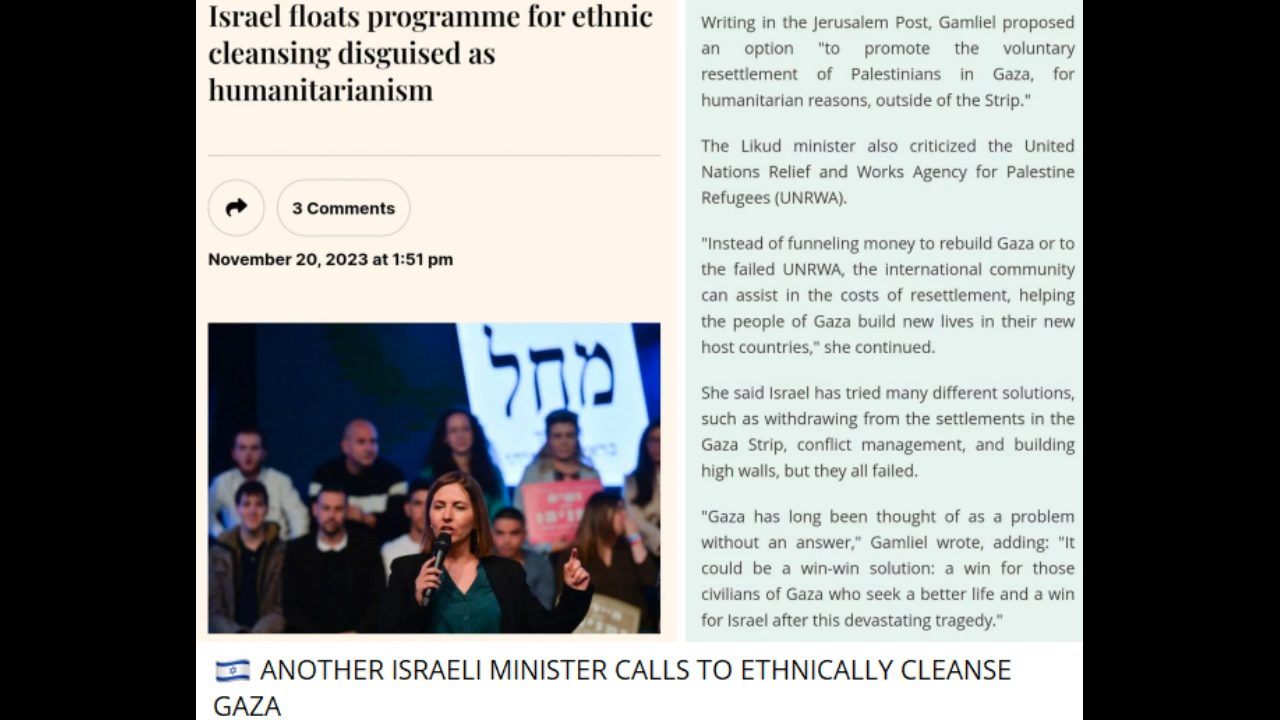 Israel floats programme for ethnic
cleansing disguised as
humanitarianism
3 Comments
November 20, 2023 at 1:51 pm
מחל
Writing in the Jerusalem Post, Gamliel proposed
an option "to promote the voluntary
resettlement of Palestinians in Gaza, for
humanitarian reasons, outside of the Strip."
The Likud minister also criticized the United
Nations Relief and Works Agency for Palestine
Refugees (UNRWA).
"Instead of funneling money to rebuild Gaza or to
the failed UNRWA, the international community
can assist in the costs of resettlement, helping
the people of Gaza build new lives in their new
host countries," she continued.
She said Israel has tried many different solutions,
such as withdrawing from the settlements in the
Gaza Strip, conflict management, and building
high walls, but they all failed.
"Gaza has long been thought of as a problem
without an answer," Gamliel wrote, adding: "It
could be a win-win solution: a win for those
civilians of Gaza who seek a better life and a win
for Israel after this devastating tragedy."
🇮🇱 ANOTHER ISRAELI MINISTER CALLS TO ETHNICALLY CLEANSE
GAZA